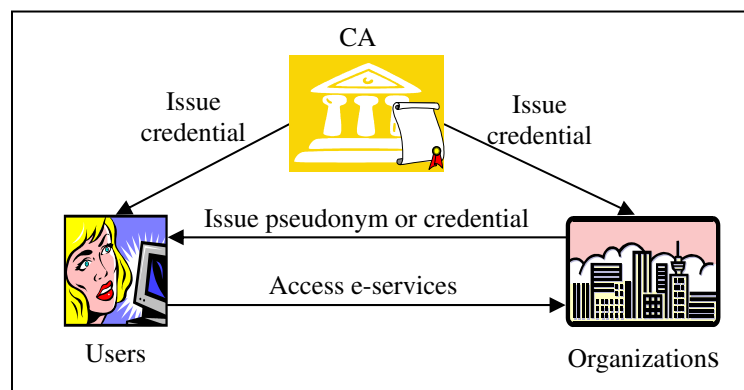 CA
Issue
credential
Issue
credential
Issue pseudonym or credential
Access e-services
Users
Organizations